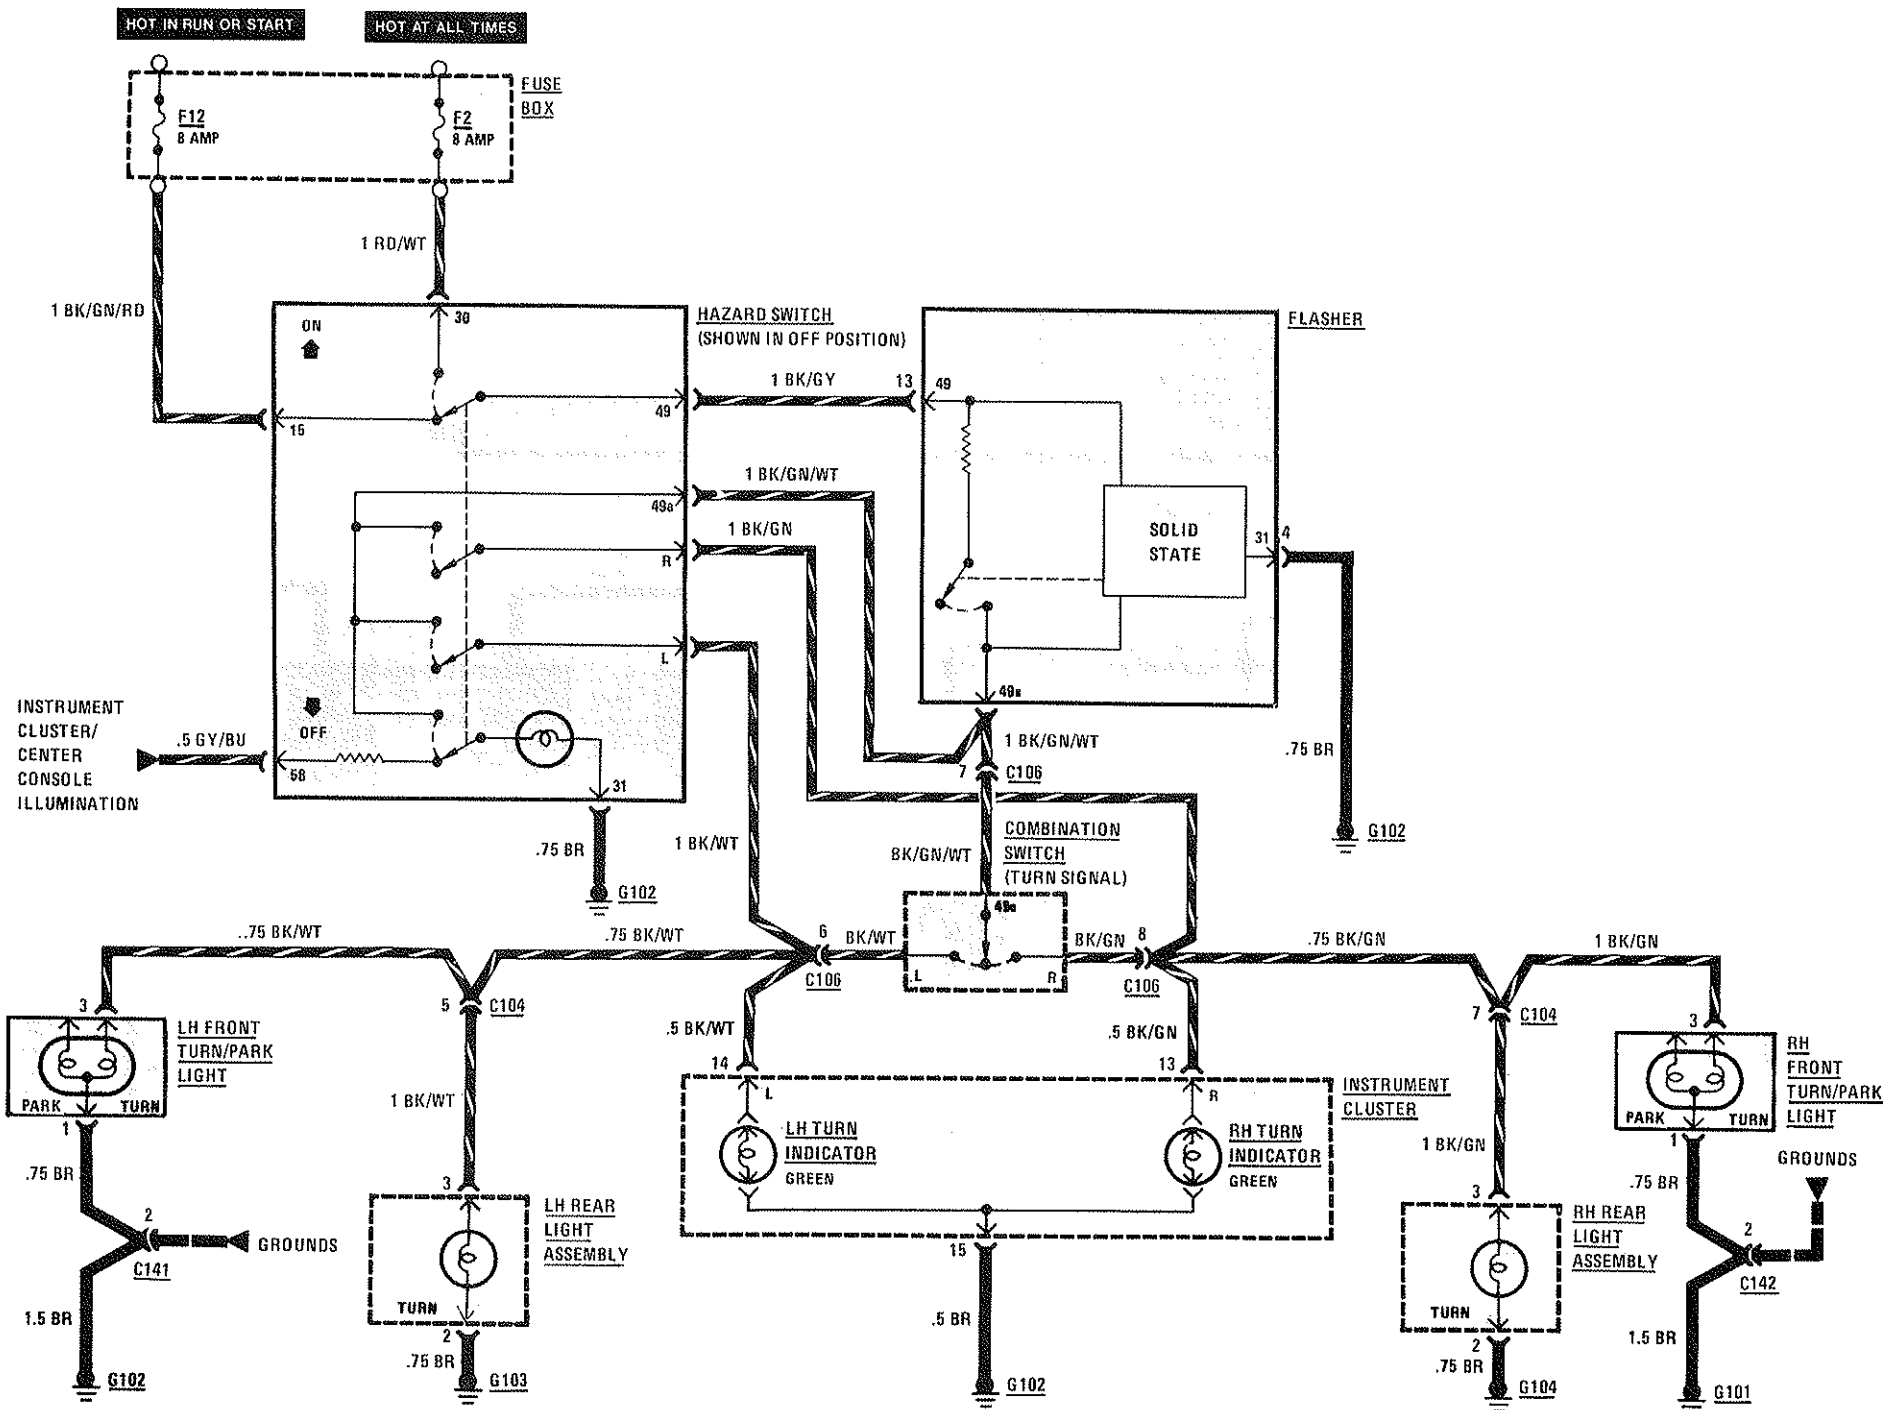 HOT IN RUN OR START
HOT AT ALL TIMES
FUSE
BOX
F12
8 AMP
F2
8 AMP
1 RD/WT
1 BK/GN/RD
ON
30
HAZARD SWITCH
(SHOWN IN OFF POSITION)
FLASHER
1 BK/GY
13
49
49
15
1 BK/GN/WT
49a
1 BK/GN
R
SOLID
STATE
31
4
L
49a
INSTRUMENT
CLUSTER/
CENTER
CONSOLE
ILLUMINATION
.5 GY/BU
OFF
58
31
1 BK/GN/WT
7
C106
.75 BR
G102
.75 BR
G102
1 BK/WT
BK/GN/WT
COMBINATION
SWITCH
(TURN SIGNAL)
49a
..75 BK/WT
.75 BK/WT
6
BK/WT
C106
L
R
BK/GN
8
C106
.75 BK/GN
1 BK/GN
3
5
C104
.5 BK/WT
.5 BK/GN
7
C104
3
LH FRONT
TURN/PARK
LIGHT
PARK
TURN
1
14
13
L
R
INSTRUMENT
CLUSTER
RH
FRONT
TURN/PARK
LIGHT
PARK
TURN
1
1 BK/WT
LH TURN
INDICATOR
GREEN
RH TURN
INDICATOR
GREEN
1 BK/GN
GROUNDS
.75 BR
.75 BR
3
3
2
C141
GROUNDS
LH REAR
LIGHT
ASSEMBLY
TURN
15
RH REAR
LIGHT
ASSEMBLY
TURN
2
C142
1.5 BR
2
.75 BR
.5 BR
2
.75 BR
1.5 BR
G102
G103
G102
G104
G101